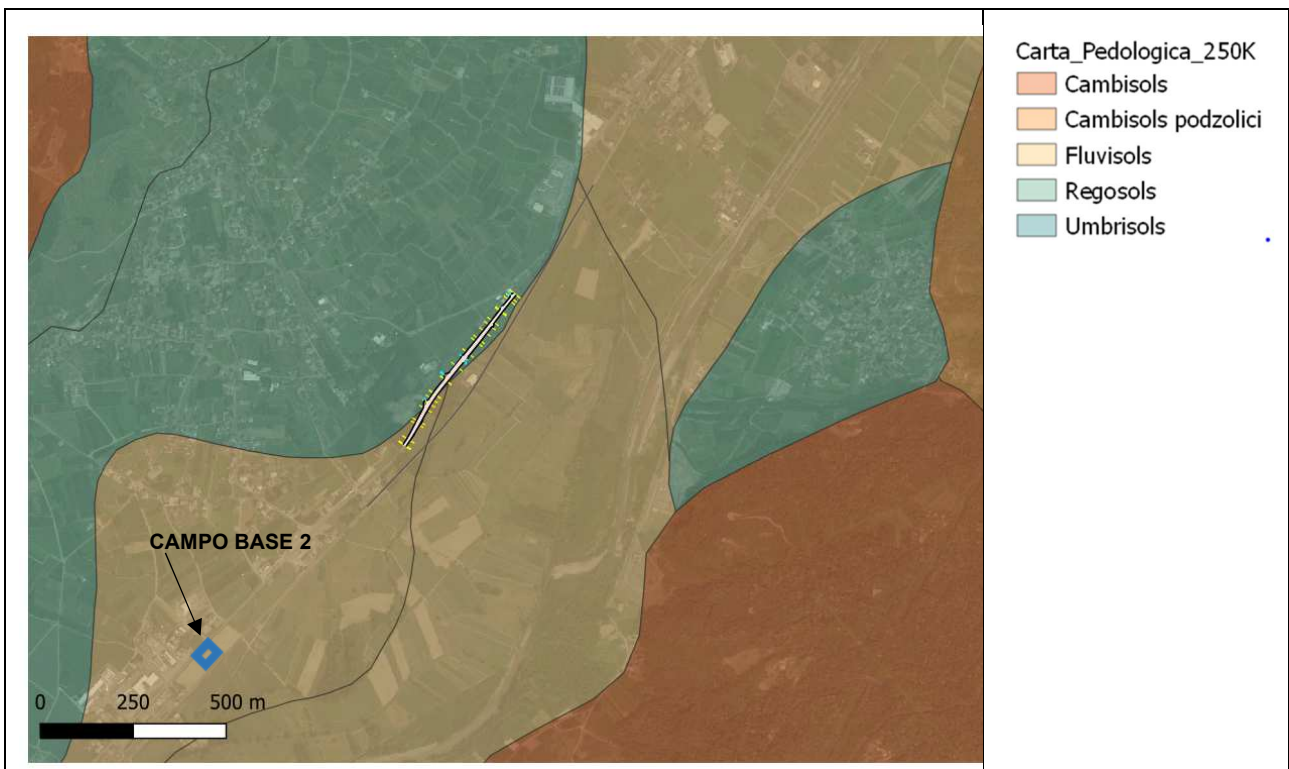 Carta_Pedologica_250K
Cambisols
Cambisols podzolici
Fluvisols
Regosols
Umbrisols
CAMPO BASE 2
0 250 500 m